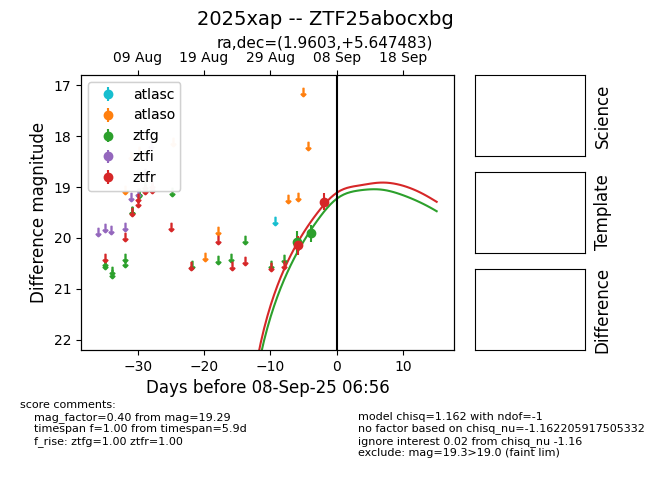 2025xap -- ZTF25abocxbg
ra,dec=(1.9603,+5.647483)
09 Aug 19 Aug 29 Aug 08 Sep 18 Sep
17
18
19
20
21
22
Difference magnitude
atlasc
atlaso
ztfg
ztfi
ztfr
−30 −20 −10 0 10
Days before 08-Sep-25 06:56
Science
Template
Difference
score comments:
mag_factor=0.40 from mag=19.29
timespan f=1.00 from timespan=5.9d
f_rise: ztfg=1.00 ztfr=1.00
model chisq=1.162 with ndof=-1
no factor based on chisq_nu=-1.162205917505332
ignore interest 0.02 from chisq_nu -1.16
exclude: mag=19.3>19.0 (faint lim)